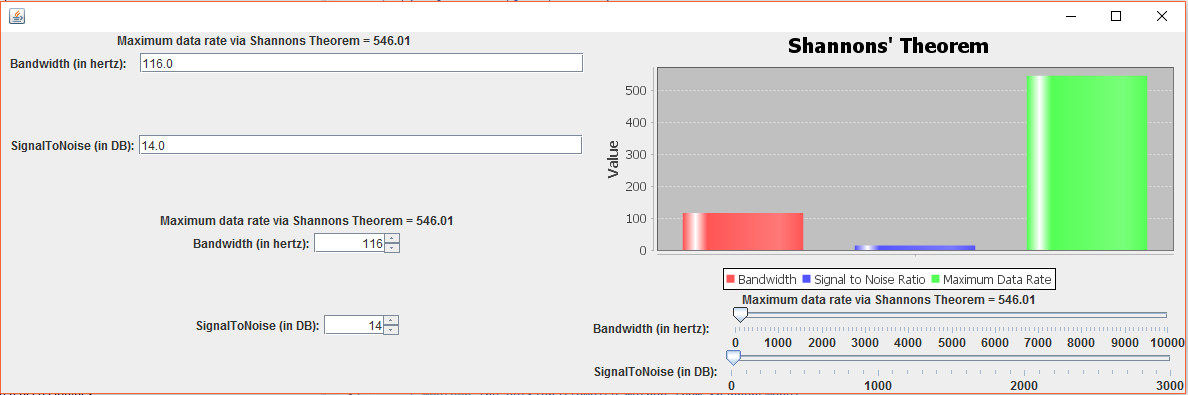 Maximum data rate via Shannons Theorem = 546.01
Bandwidth (in hertz): 116.0
SignalToNoise (in DB): 14.0
Maximum data rate via Shannons Theorem = 546.01
Bandwidth (in hertz): 116
SignalToNoise (in DB): 14
Shannons' Theorem
Value
500
400
300
200
100
0
Bandwidth Signal to Noise Ratio Maximum Data Rate
Maximum data rate via Shannons Theorem = 546.01
Bandwidth (in hertz):
0 1000 2000 3000 4000 5000 6000 7000 8000 9000 10000
SignalToNoise (in DB):
0 1000 2000 3000